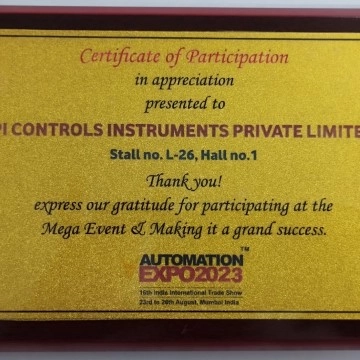 Certificate of Participation
in appreciation
presented to
PI CONTROLS INSTRUMENTS PRIVATE LIMITE
Stall no. L-26, Hall no.1
Thank you!
express our gratitude for participating at the
Mega Event & Making it a grand success.
AUTOMATION TM
EXPO2023
16th India International Trade Show
23rd to 26th August, Mumbai India